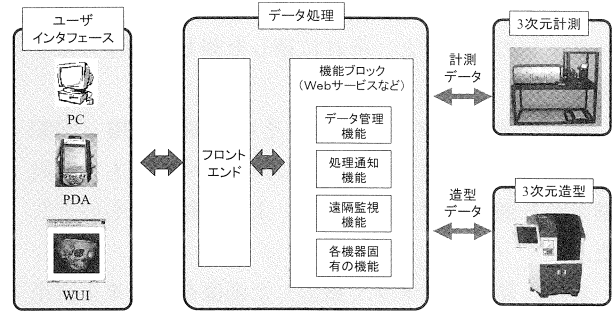 ユーザ
インタフェース
PC
PDA
WUI
データ処理
フロント
エンド
機能ブロック
(Webサービスなど)
データ管理
機能
処理通知
機能
遠隔監視
機能
各機器固
有の機能
計測
データ
造型
データ
3次元計測
3次元造型